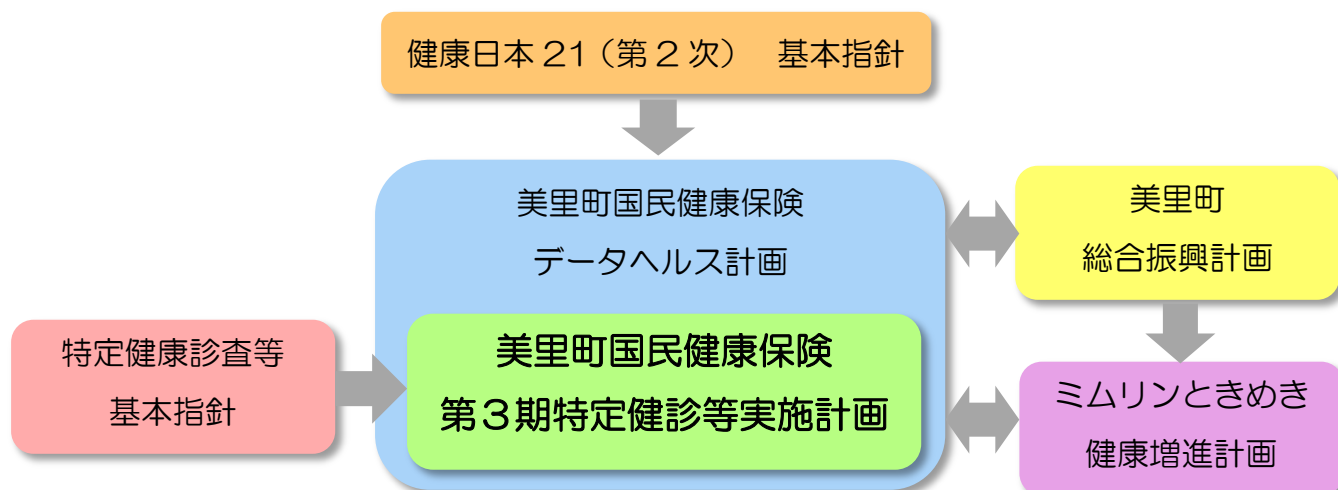 健康日本21（第2次）　基本指針
美里町国民健康保険
データヘルス計画
美里町
総合振興計画
特定健康診査等
基本指針
美里町国民健康保険
第3期特定健診等実施計画
ミムリンときめき
健康増進計画